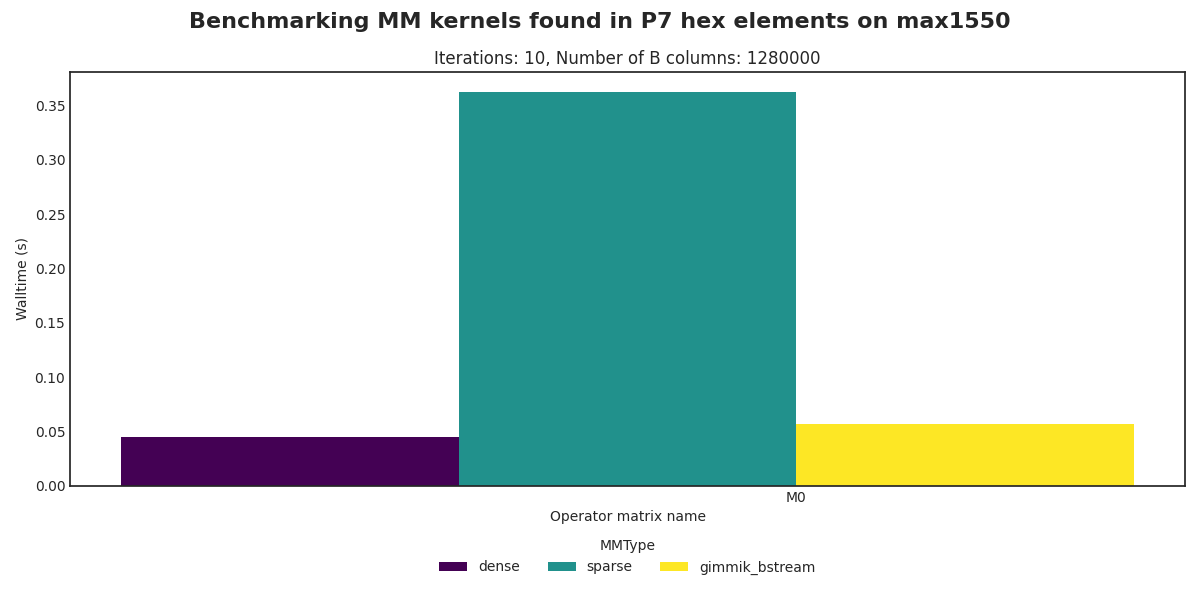 Benchmarking MM kernels found in P7 hex elements on max1550
Iterations: 10, Number of B columns: 1280000
Walltime (s)
0.35
0.30
0.25
0.20
0.15
0.10
0.05
0.00
M0
Operator matrix name
MMType
dense sparse gimmik_bstream